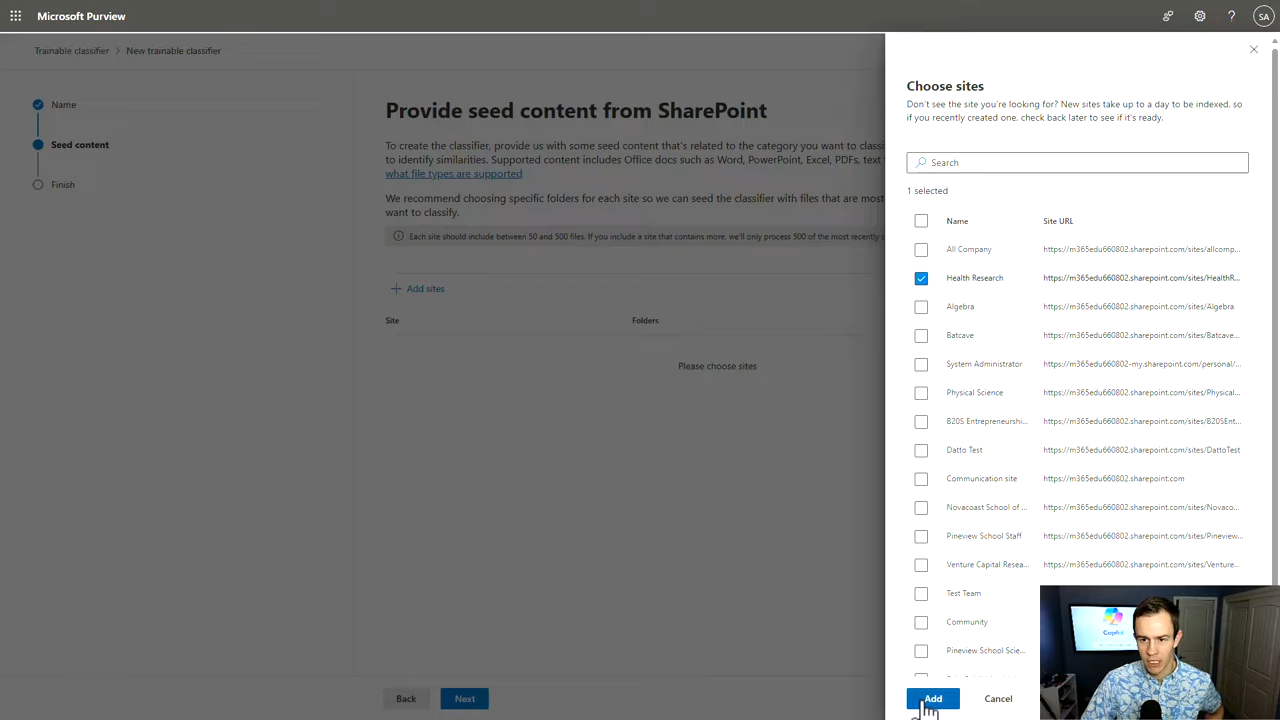 Microsoft Purview
SA
Trainable classifier > New trainable classifier
Name
Seed content
Finish
Provide seed content from SharePoint
To create the classifier, provide us with some seed content that's related to the category you want to classi
to identify similarities. Supported content includes Office docs such as Word, PowerPoint, Excel, PDFs, text
what file types are supported
We recommend choosing specific folders for each site so we can seed the classifier with files that are most
want to classify.
Each site should include between 50 and 500 files. If you include a site that contains more, we'll only process 500 of the most recently c
Add sites
Site Folders
Please choose sites
Back Next
Choose sites
Don't see the site you're looking for? New sites take up to a day to be indexed, so
if you recently created one, check back later to see if it's ready.
Search
1 selected
Name Site URL
All Company https://m365edu660802.sharepoint.com/sites/allcomp...
Health Research https://m365edu660802.sharepoint.com/sites/HealthR...
Algebra https://m365edu660802.sharepoint.com/sites/Algebra
Batcave https://m365edu660802.sharepoint.com/sites/Batcave...
System Administrator https://m365edu660802-my.sharepoint.com/personal/...
Physical Science https://m365edu660802.sharepoint.com/sites/Physical...
B20S Entrepreneurshi... https://m365edu660802.sharepoint.com/sites/B20SEnt...
Datto Test https://m365edu660802.sharepoint.com/sites/DattoTest
Communication site https://m365edu660802.sharepoint.com
Novacoast School of ... https://m365edu660802.sharepoint.com/sites/Novaco...
Pineview School Staff https://m365edu660802.sharepoint.com/sites/Pineview...
Venture Capital Resea... https://m365edu660802.sharepoint.com/sites/Venture...
Test Team
Community
Pineview School Scie...
Add Cancel
Copilot